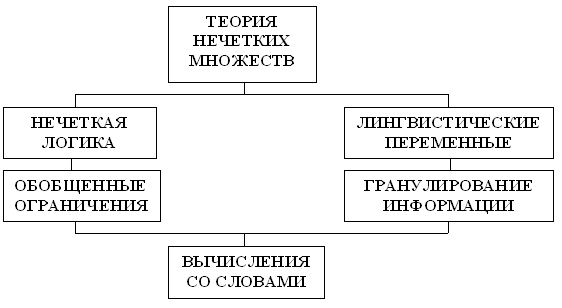 ТЕОРИЯ
НЕЧЕТКИХ
МНОЖЕСТВ
НЕЧЕТКАЯ
ЛОГИКА
ЛИНГВИСТИЧЕСКИЕ
ПЕРЕМЕННЫЕ
ОБОБЩЕННЫЕ
ОГРАНИЧЕНИЯ
ГРАНУЛИРОВАНИЕ
ИНФОРМАЦИИ
ВЫЧИСЛЕНИЯ
СО СЛОВАМИ